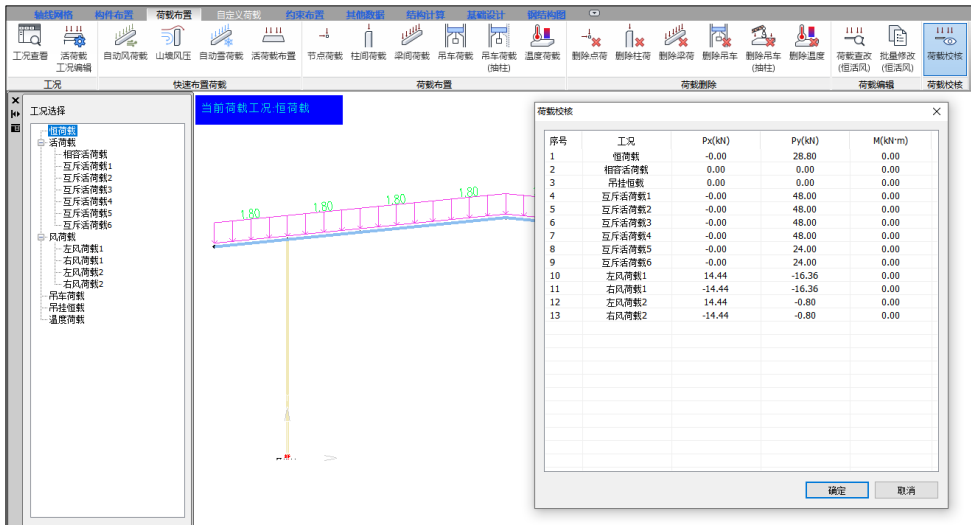 轴线网格 构件布置 荷载布置 自定义荷载 约束布置 其他数据 结构计算 基础设计 钢结构图
工况查看 活荷载 自动风荷载 山墙风压 自动雪荷载 活荷载布置 节点荷载 柱间荷载 梁间荷载 吊车荷载 吊车荷载 温度荷载 删除点荷 删除柱荷 删除梁荷 删除吊车 删除吊车 删除温度 荷载查改 批量修改 荷载校核
工况编辑 (抽柱) (抽柱) (恒活风) (恒活风)
工况 快速布置荷载 荷载布置 荷载删除 荷载编辑 荷载校核
工况选择
恒荷载
活荷载
相容活荷载
互斥活荷载1
互斥活荷载2
互斥活荷载3
互斥活荷载4
互斥活荷载5
互斥活荷载6
风荷载
左风荷载1
右风荷载1
左风荷载2
右风荷载2
吊车荷载
吊挂恒载
温度荷载
当前荷载工况:恒荷载
1.80 1.80 1.80 1.80
荷载校核
序号 工况 Px(kN) Py(kN) M(kN·m)
1 恒荷载 -0.00 28.80 0.00
2 相容活荷载 0.00 0.00 0.00
3 吊挂恒载 0.00 0.00 0.00
4 互斥活荷载1 -0.00 48.00 0.00
5 互斥活荷载2 -0.00 48.00 0.00
6 互斥活荷载3 -0.00 48.00 0.00
7 互斥活荷载4 -0.00 48.00 0.00
8 互斥活荷载5 -0.00 24.00 0.00
9 互斥活荷载6 -0.00 24.00 0.00
10 左风荷载1 14.44 -16.36 0.00
11 右风荷载1 -14.44 -16.36 0.00
12 左风荷载2 14.44 -0.80 0.00
13 右风荷载2 -14.44 -0.80 0.00
确定 取消